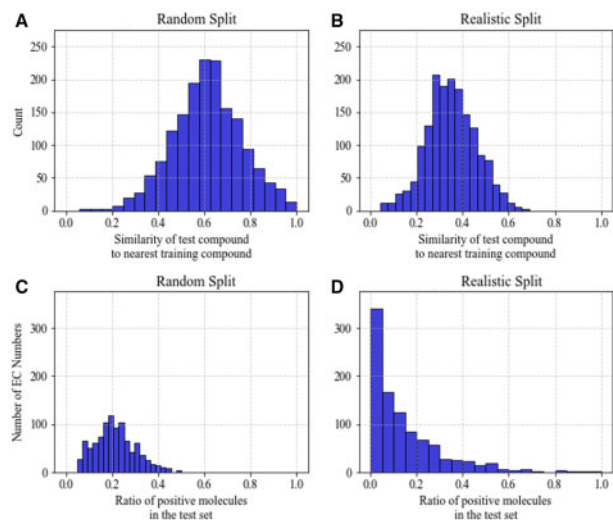 A
Random Split
250
200
150
100
50
0
Count
0.0 0.2 0.4 0.6 0.8 1.0
Similarity of test compound
to nearest training compound
B
Realistic Split
250
200
150
100
50
0
0.0 0.2 0.4 0.6 0.8 1.0
Similarity of test compound
to nearest training compound
C
Random Split
300
200
100
0
Number of EC Numbers
0.0 0.2 0.4 0.6 0.8 1.0
Ratio of positive molecules
in the test set
D
Realistic Split
300
200
100
0
0.0 0.2 0.4 0.6 0.8 1.0
Ratio of positive molecules
in the test set